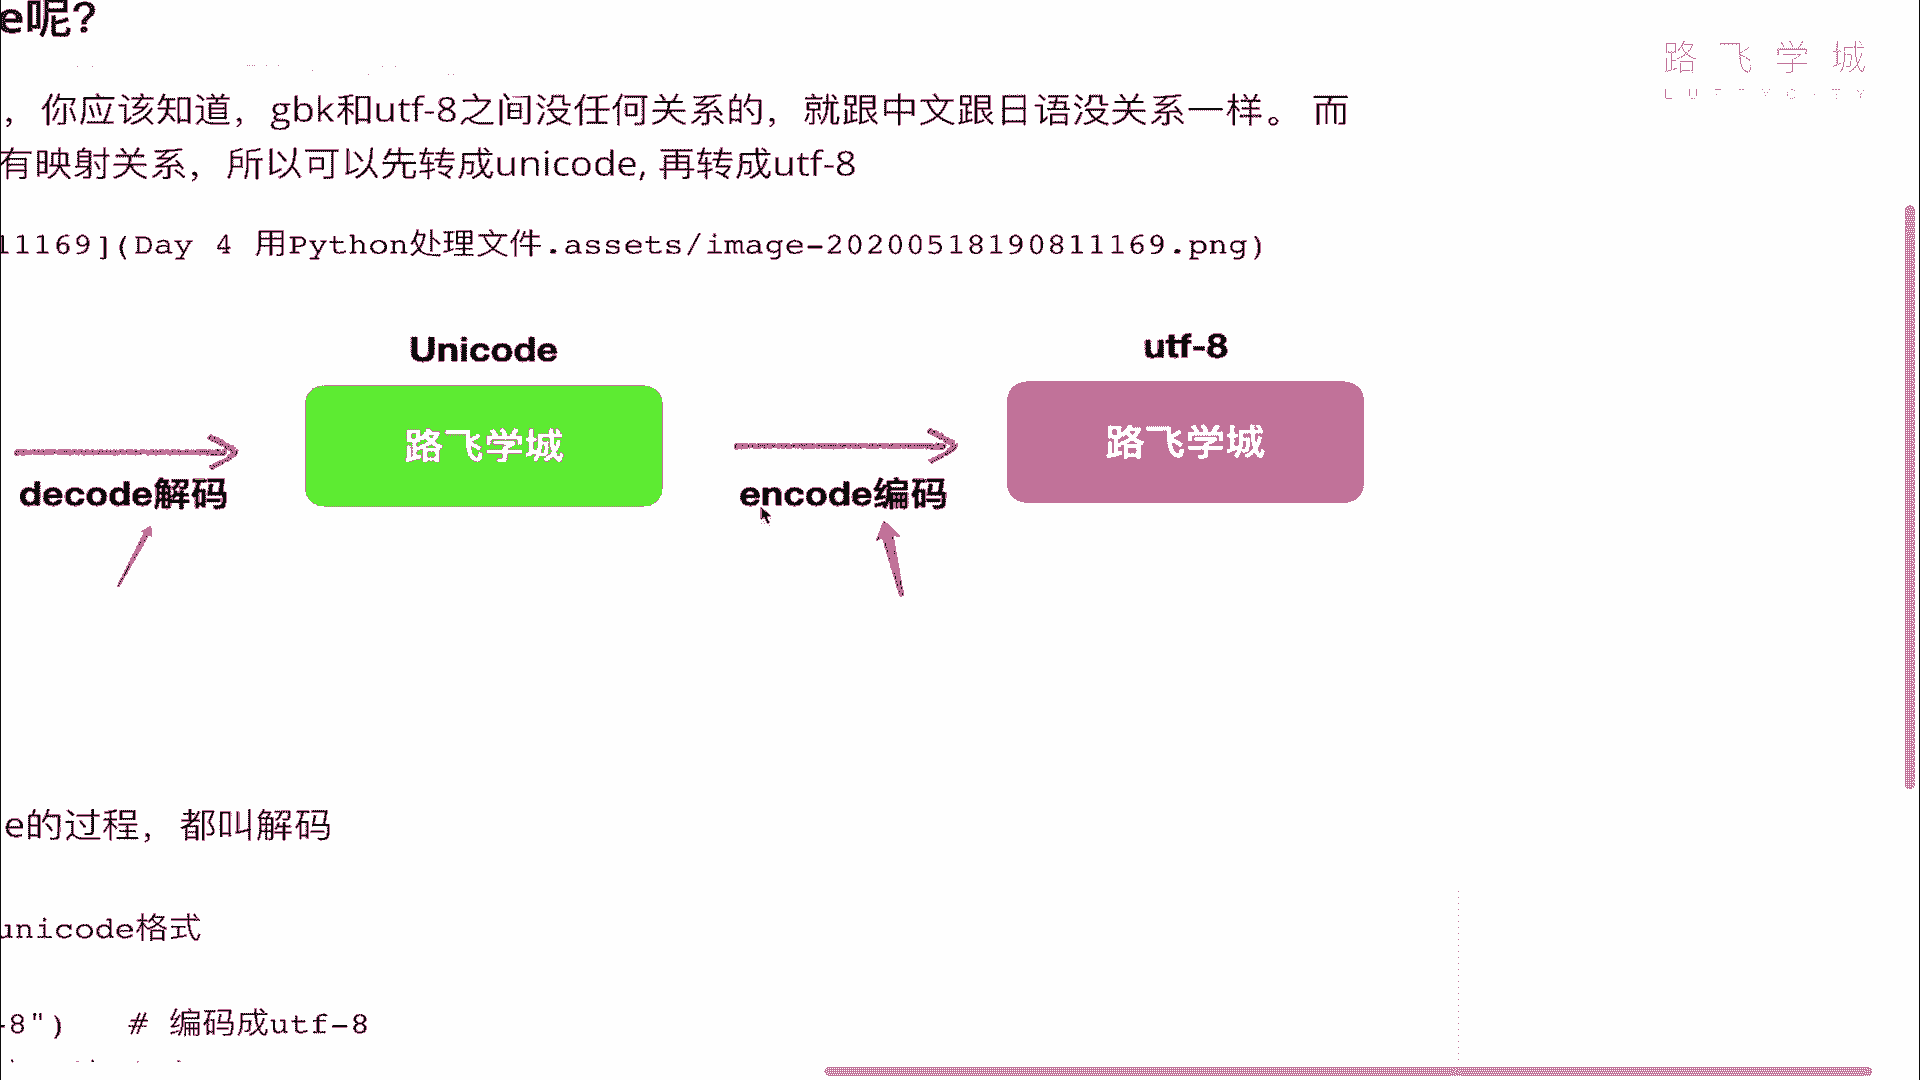 e呢?
路飞学城
LUFFYCITY
，你应该知道，gbk和utf-8之间没任何关系的，就跟中文跟日语没关系一样。 而
有映射关系，所以可以先转成unicode, 再转成utf-8
11169](Day 4 用Python处理文件.assets/image-20200518190811169.png)
Unicode
utf-8
路飞学城
路飞学城
decode解码
encode编码
e的过程，都叫解码
unicode格式
-8") # 编码成utf-8